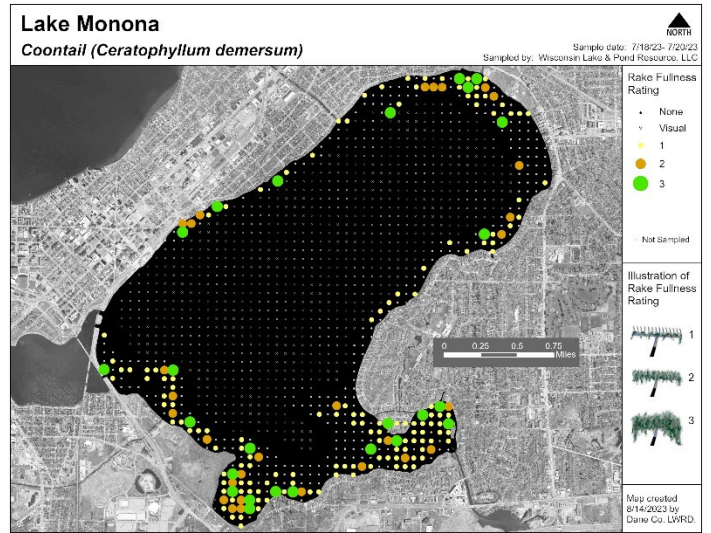 Lake Monona
Coontail (Ceratophyllum demersum)
NORTH
Sample date: 7/18/23- 7/20/23
Sampled by: Wisconsin Lake & Pond Resource, LLC
Rake Fullness
Rating
None
Visual
1
2
3
Not Sampled
Illustration of
Rake Fullness
Rating
1
2
3
0 0.25 0.5 0.75
Miles
Map created
8/14/2023 by
Dane Co. LWRD.